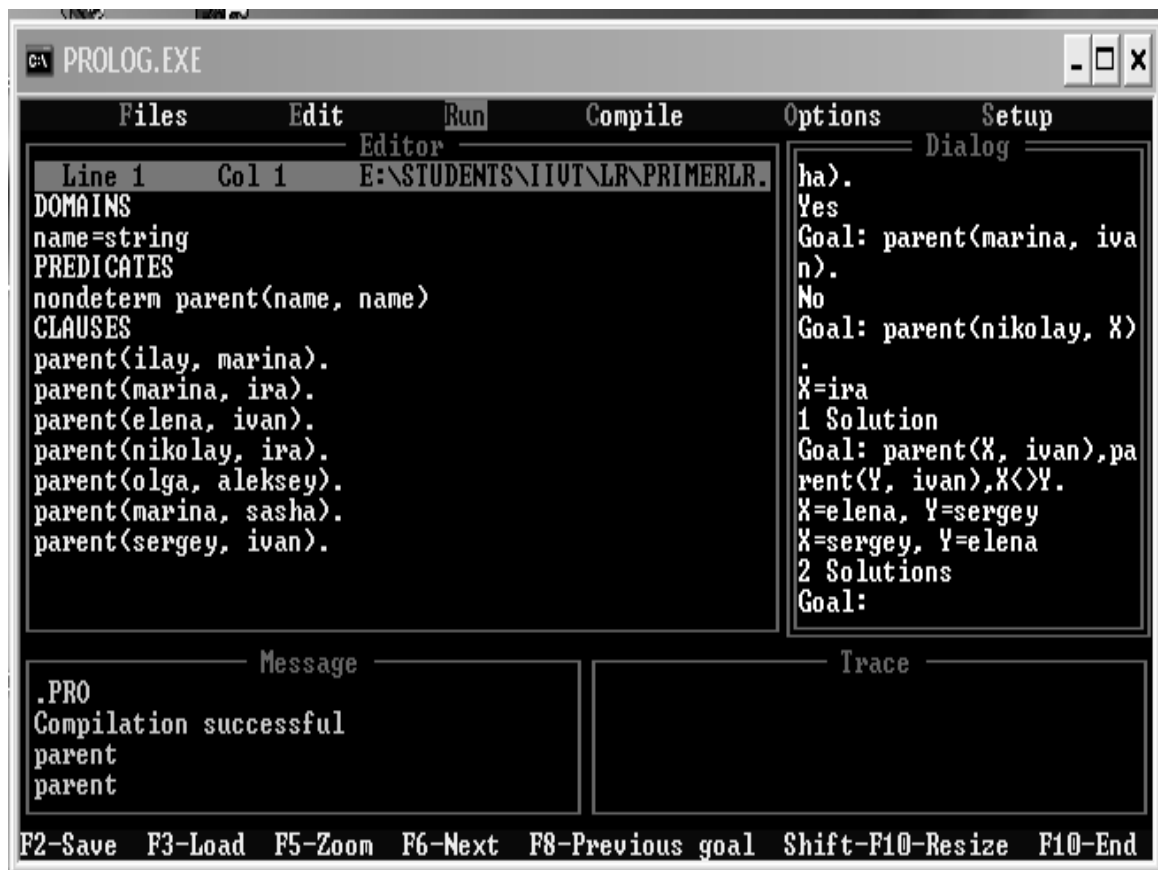 PROLOG.EXE
Files Edit Run Compile Options Setup
Editor
Line 1 Col 1 E:\STUDENTS\IIVT\LR\PRIMERLR.
DOMAINS
name=string
PREDICATES
nondeterm parent(name, name)
CLAUSES
parent(ilay, marina).
parent(marina, ira).
parent(elena, ivan).
parent(nikolay, ira).
parent(olga, aleksey).
parent(marina, sasha).
parent(sergey, ivan).
Dialog
ha).
Yes
Goal: parent(marina, iva
n).
No
Goal: parent(nikolay, X)
.
X=ira
1 Solution
Goal: parent(X, ivan),pa
rent(Y, ivan),X<>Y.
X=elena, Y=sergey
X=sergey, Y=elena
2 Solutions
Goal:
Message
.PRO
Compilation successful
parent
parent
Trace
F2-Save F3-Load F5-Zoom F6-Next F8-Previous goal Shift-F10-Resize F10-End